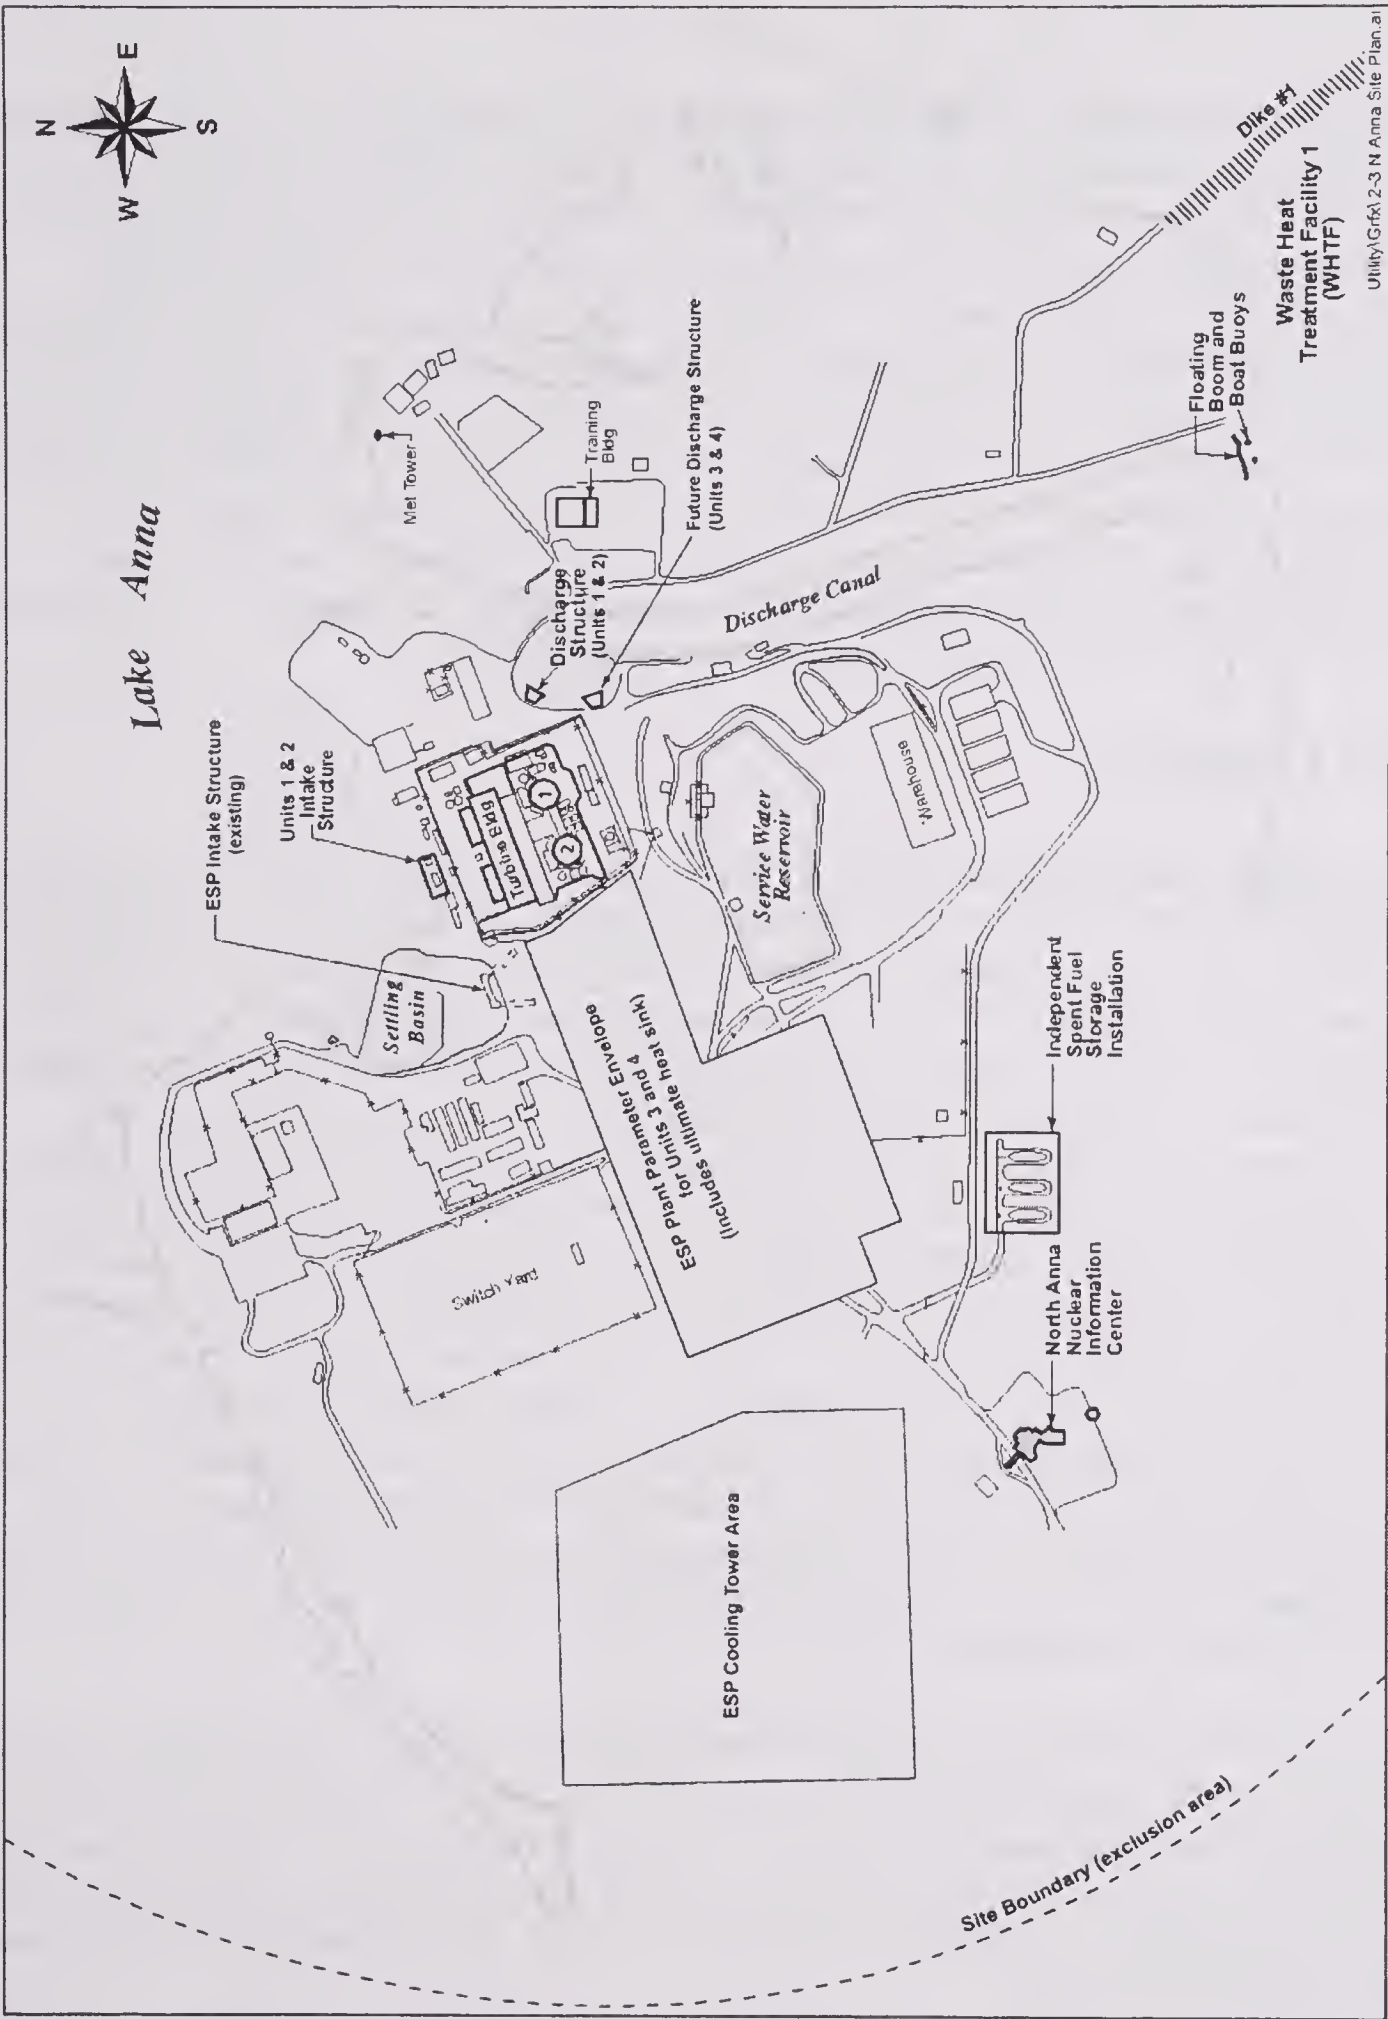 N
W
E
S
Lake Anna
ESP Intake Structure
(existing)
Units 1 & 2
Intake
Structure
Met Tower
Training
Bldg
Discharge
Structure
(Units 1 & 2)
Future Discharge Structure
(Units 3 & 4)
Settling
Basin
Turbine Bldg
1
2
Discharge Canal
Switch Yard
ESP Plant Parameter Envelope
for Units 3 and 4
(Includes ultimate heat sink)
Service Water
Reservoir
Warehouse
ESP Cooling Tower Area
Independent
Spent Fuel
Storage
Installation
North Anna
Nuclear
Information
Center
Floating
Boom and
Boat Buoys
Dike #1
Waste Heat
Treatment Facility 1
(WHTF)
Site Boundary (exclusion area)
Utility\Grfx\ 2-3 N Anna Site Plan.ai